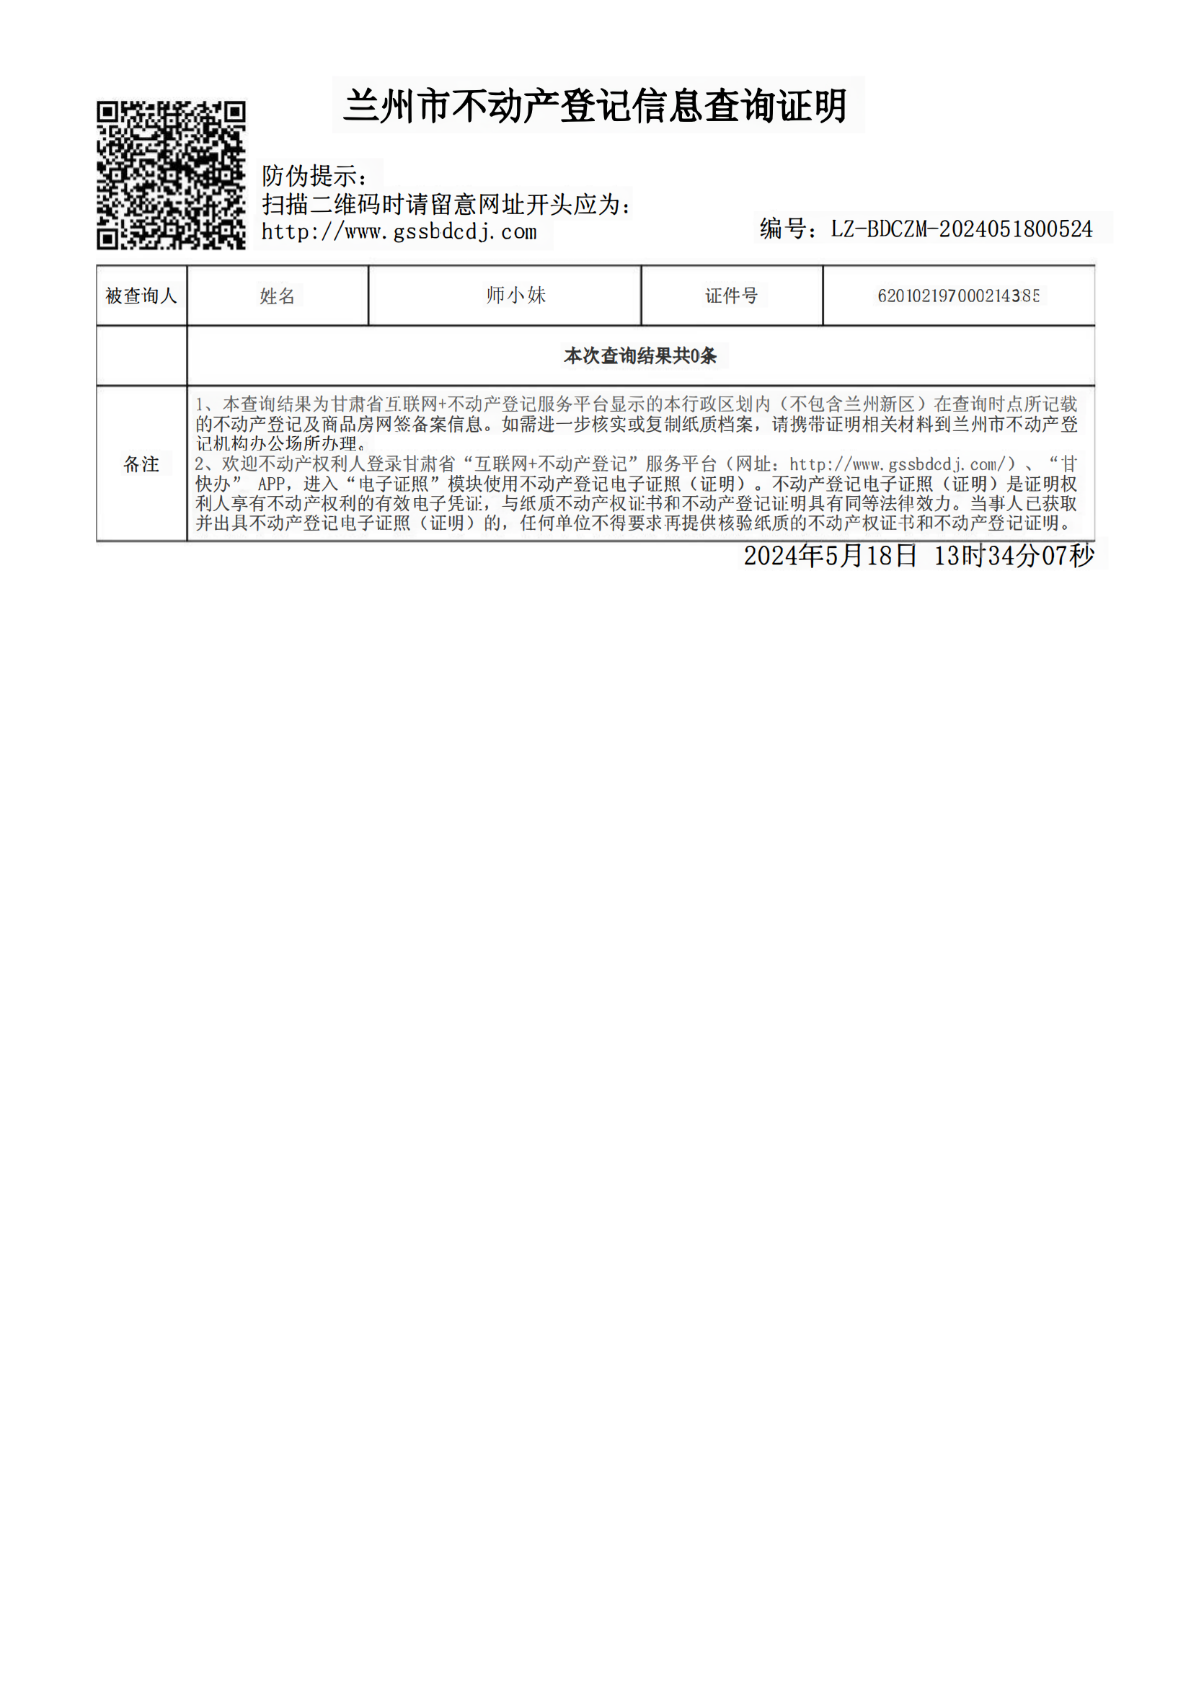 兰州市不动产登记信息查询证明
防伪提示：
扫描二维码时请留意网址开头应为：
http://www.gssbdcdj.com
编号：LZ-BDCZM-2024051800524
被查询人 姓名 师小妹 证件号 620102197000214385
本次查询结果共0条
备注
1、本查询结果为甘肃省互联网+不动产登记服务平台显示的本行政区划内（不包含兰州新区）在查询时点所记载
的不动产登记及商品房网签备案信息。如需进一步核实或复制纸质档案，请携带证明相关材料到兰州市不动产登
记机构办公场所办理。
2、欢迎不动产权利人登录甘肃省“互联网+不动产登记”服务平台（网址：http://www.gssbdcdj.com/）、“甘
快办” APP，进入“电子证照”模块使用不动产登记电子证照（证明）。不动产登记电子证照（证明）是证明权
利人享有不动产权利的有效电子凭证，与纸质不动产权证书和不动产登记证明具有同等法律效力。当事人已获取
并出具不动产登记电子证照（证明）的，任何单位不得要求再提供核验纸质的不动产权证书和不动产登记证明。
2024年5月18日 13时34分07秒